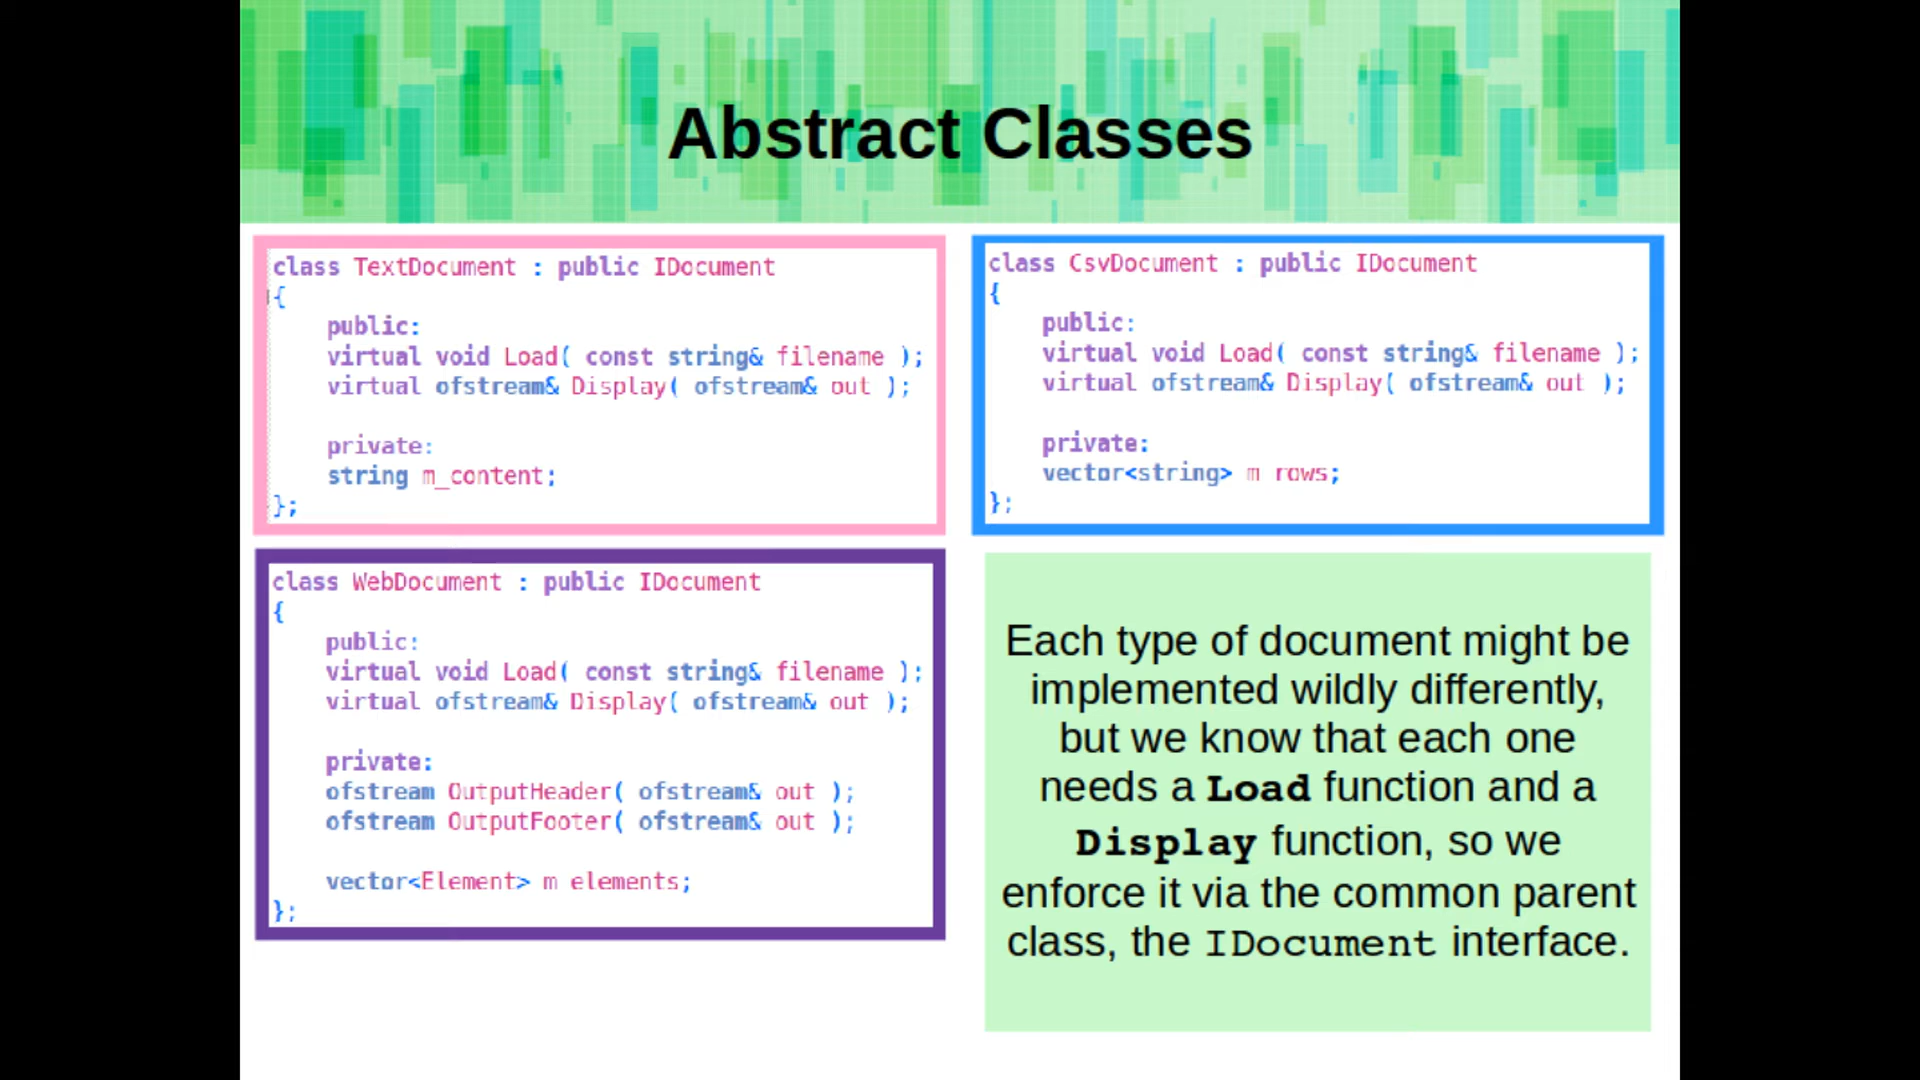 Abstract Classes
class TextDocument : public IDocument
{
    public:
    virtual void Load( const string& filename );
    virtual ofstream& Display( ofstream& out );

    private:
    string m_content;
};
class CsvDocument : public IDocument
{
    public:
    virtual void Load( const string& filename );
    virtual ofstream& Display( ofstream& out );

    private:
    vector<string> m_rows;
};
class WebDocument : public IDocument
{
    public:
    virtual void Load( const string& filename );
    virtual ofstream& Display( ofstream& out );

    private:
    ofstream OutputHeader( ofstream& out );
    ofstream OutputFooter( ofstream& out );

    vector<Element> m_elements;
};
Each type of document might be
implemented wildly differently,
but we know that each one
needs a Load function and a
Display function, so we
enforce it via the common parent
class, the IDocument interface.